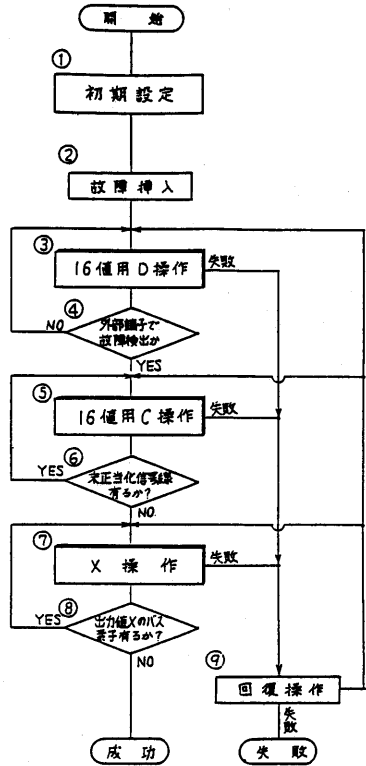 開始
①
初期設定
②
故障挿入
③
16値用D操作
失敗
④
外部端子で
故障検出か
NO
YES
⑤
16値用C操作
失敗
⑥
未正当化信号線
有るか?
YES
NO
⑦
X操作
失敗
⑧
出力値Xのバス
素子有るか?
YES
NO
⑨
回復操作
失敗
成功
失敗